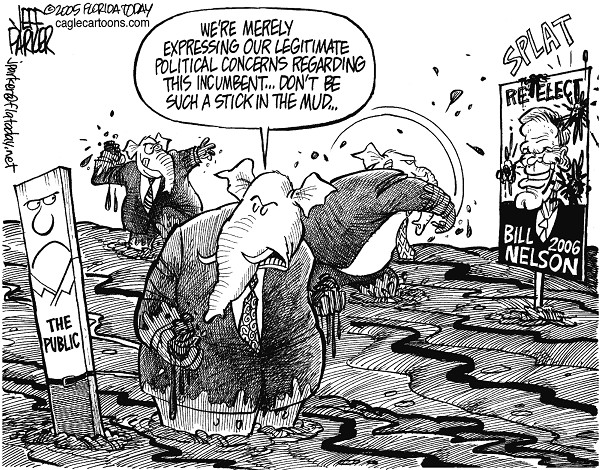 JEFF
PARKER
©2005 FLORIDA TODAY
caglecartoons.com
jparker@flatoday.net
WE'RE MERELY
EXPRESSING OUR LEGITIMATE
POLITICAL CONCERNS REGARDING
THIS INCUMBENT... DON'T BE
SUCH A STICK IN THE MUD...
SPLAT
RE-ELECT
BILL 2006
NELSON
THE
PUBLIC